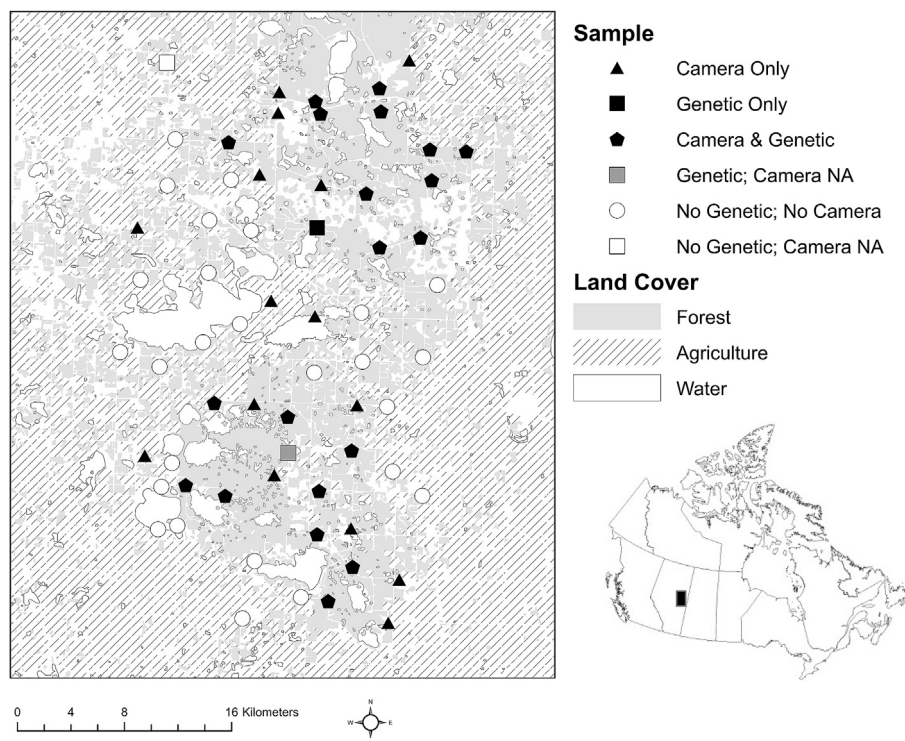 Sample
Camera Only
Genetic Only
Camera & Genetic
Genetic; Camera NA
No Genetic; No Camera
No Genetic; Camera NA
Land Cover
Forest
Agriculture
Water
0 4 8 16 Kilometers
N
W E
S